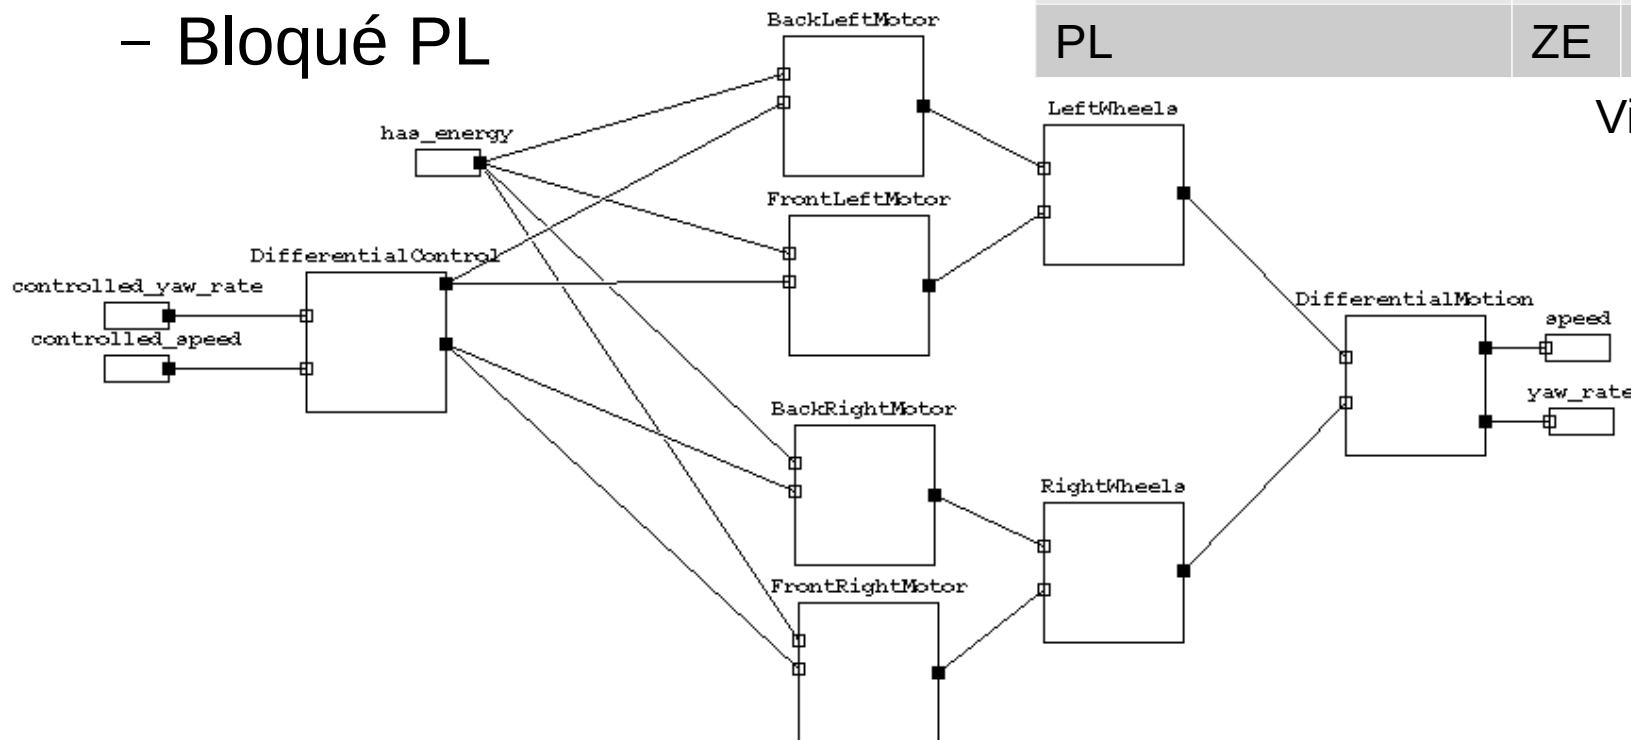 – Bloqué PL
PL ZE
BackLeftMotor
LeftWheels
has_energy
FrontLeftMotor
DifferentialControl
controlled_yaw_rate
controlled_speed
DifferentialMotion
speed
yaw_rate
BackRightMotor
RightWheels
FrontRightMotor